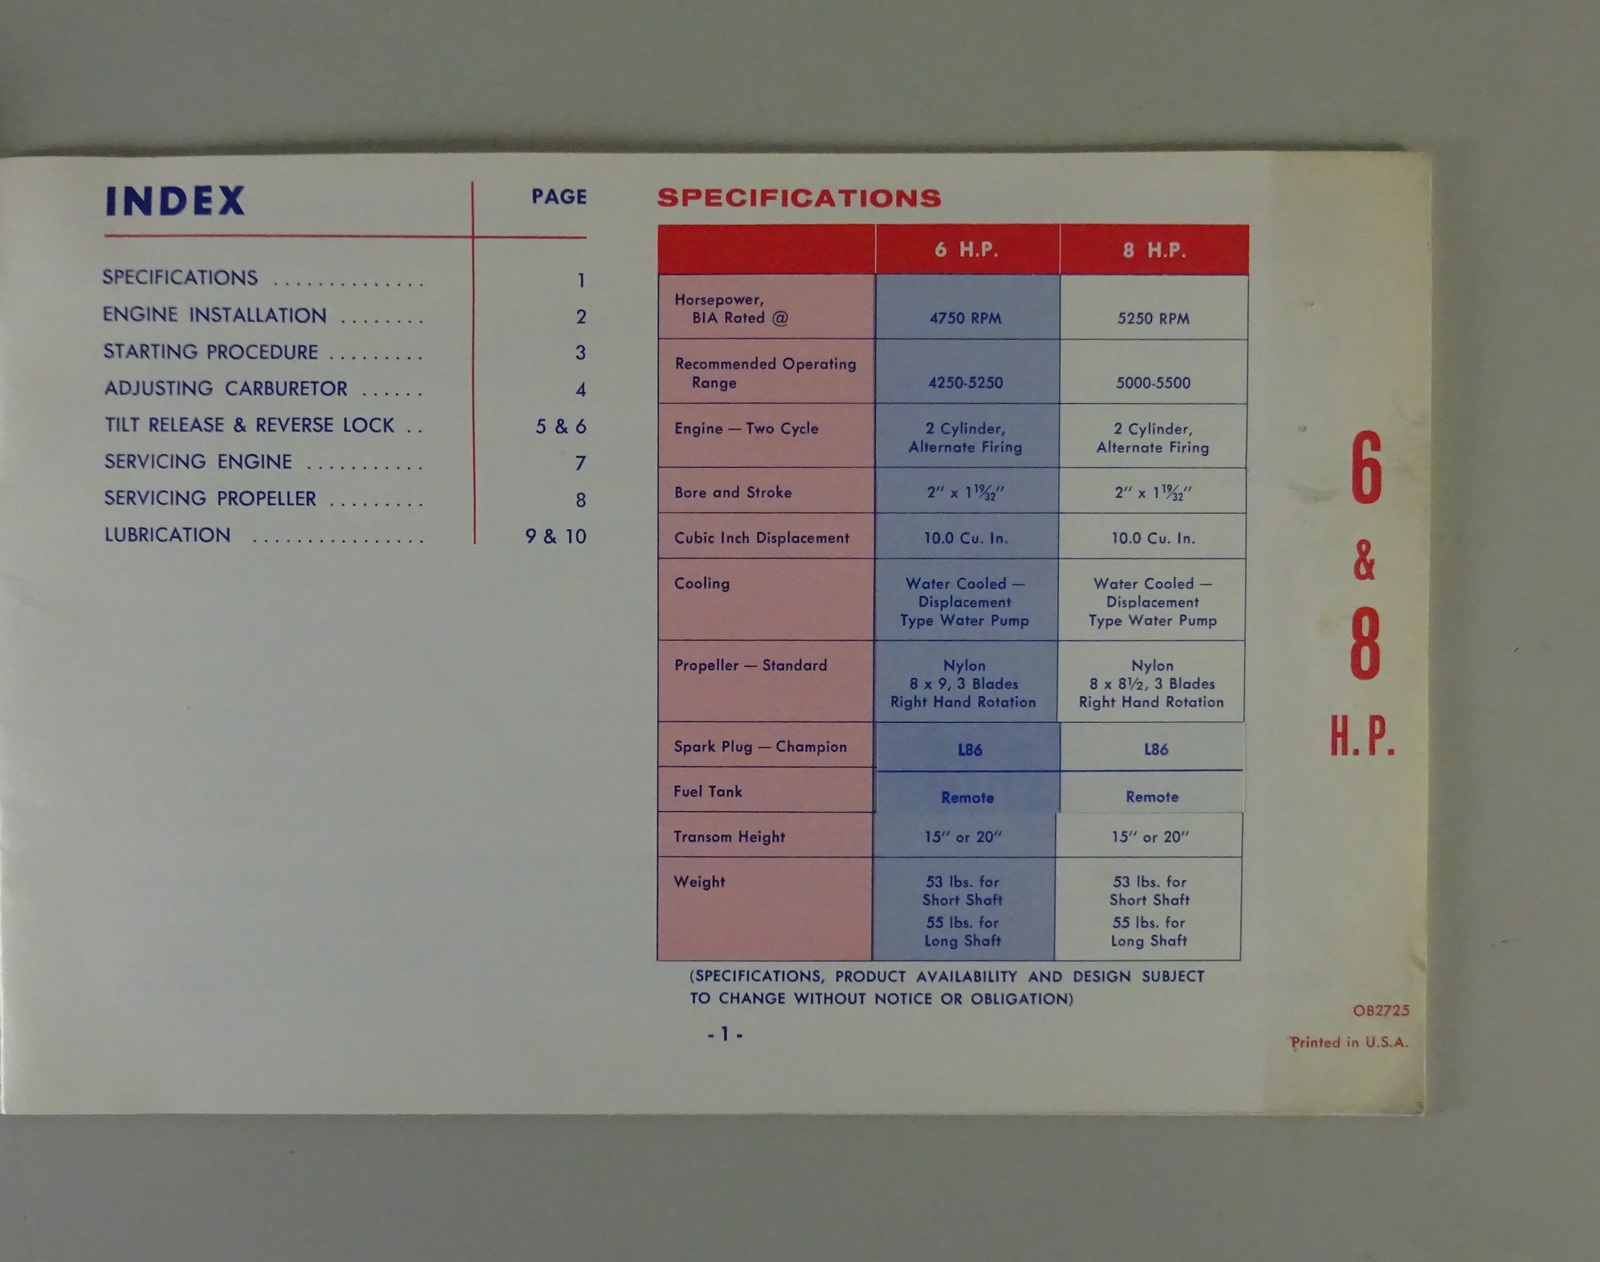 INDEX PAGE
SPECIFICATIONS .............. 1
ENGINE INSTALLATION ........ 2
STARTING PROCEDURE ......... 3
ADJUSTING CARBURETOR ...... 4
TILT RELEASE & REVERSE LOCK .. 5 & 6
SERVICING ENGINE ........... 7
SERVICING PROPELLER ......... 8
LUBRICATION ................ 9 & 10
SPECIFICATIONS
6 H.P. 8 H.P.
Horsepower,
BIA Rated @ 4750 RPM 5250 RPM
Recommended Operating
Range 4250-5250 5000-5500
Engine — Two Cycle 2 Cylinder, 2 Cylinder,
Alternate Firing Alternate Firing
Bore and Stroke 2" x 1 19/32" 2" x 1 19/32"
Cubic Inch Displacement 10.0 Cu. In. 10.0 Cu. In.
Cooling Water Cooled — Water Cooled —
Displacement Displacement
Type Water Pump Type Water Pump
Propeller — Standard Nylon Nylon
8 x 9, 3 Blades 8 x 8½, 3 Blades
Right Hand Rotation Right Hand Rotation
Spark Plug — Champion L86 L86
Fuel Tank Remote Remote
Transom Height 15" or 20" 15" or 20"
Weight 53 lbs. for 53 lbs. for
Short Shaft Short Shaft
55 lbs. for 55 lbs. for
Long Shaft Long Shaft
(SPECIFICATIONS, PRODUCT AVAILABILITY AND DESIGN SUBJECT
TO CHANGE WITHOUT NOTICE OR OBLIGATION)
- 1 -
6
&
8
H.P.
OB2725
Printed in U.S.A.